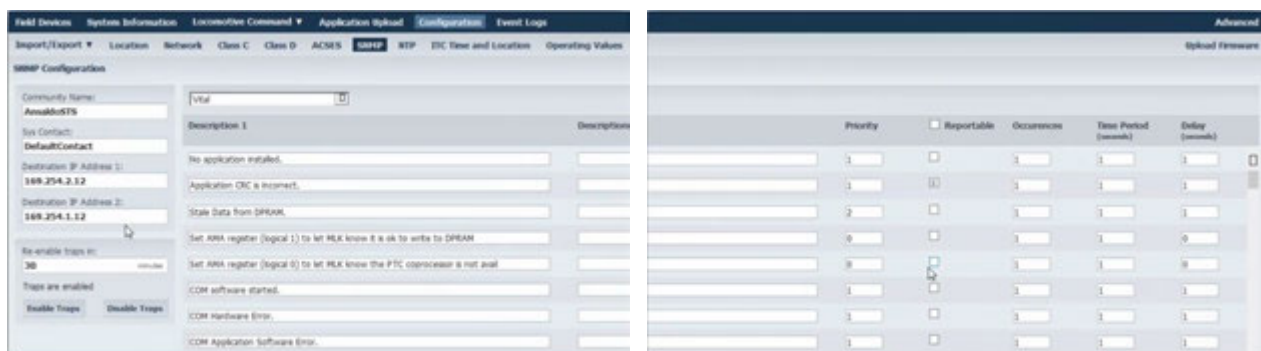 Field Devices System Information Locomotive Command ▼ Application Upload Configuration Event Logs Advanced
Import/Export ▼ Location Network Class C Class D ACSES SNMP NTP ITC Time and Location Operating Values Upload Firmware
SNMP Configuration
Community Name:
AnsaldoSTS
Sys Contact:
DefaultContact
Destination IP Address 1:
169.254.2.12
Destination IP Address 2:
169.254.1.12
Re-enable traps in:
30 minutes
Traps are enabled
Enable Traps Disable Traps
Vital
Description 1 Description Priority Reportable Occurences Time Period (seconds) Delay (seconds)
No application installed. 1 1 1 1
Application CRC is incorrect. 1 1 1 1
Stale Data from DPRAM. 2 1 1 1
Set AMA register (logical 1) to let MLK know it is ok to write to DPRAM 0 1 1 0
Set AMA register (logical 0) to let MLK know the PTC coprocessor is not avail 0 1 1 0
COM software started. 1 1 1 1
COM Hardware Error. 1 1 1 1
COM Application Software Error. 1 1 1 1